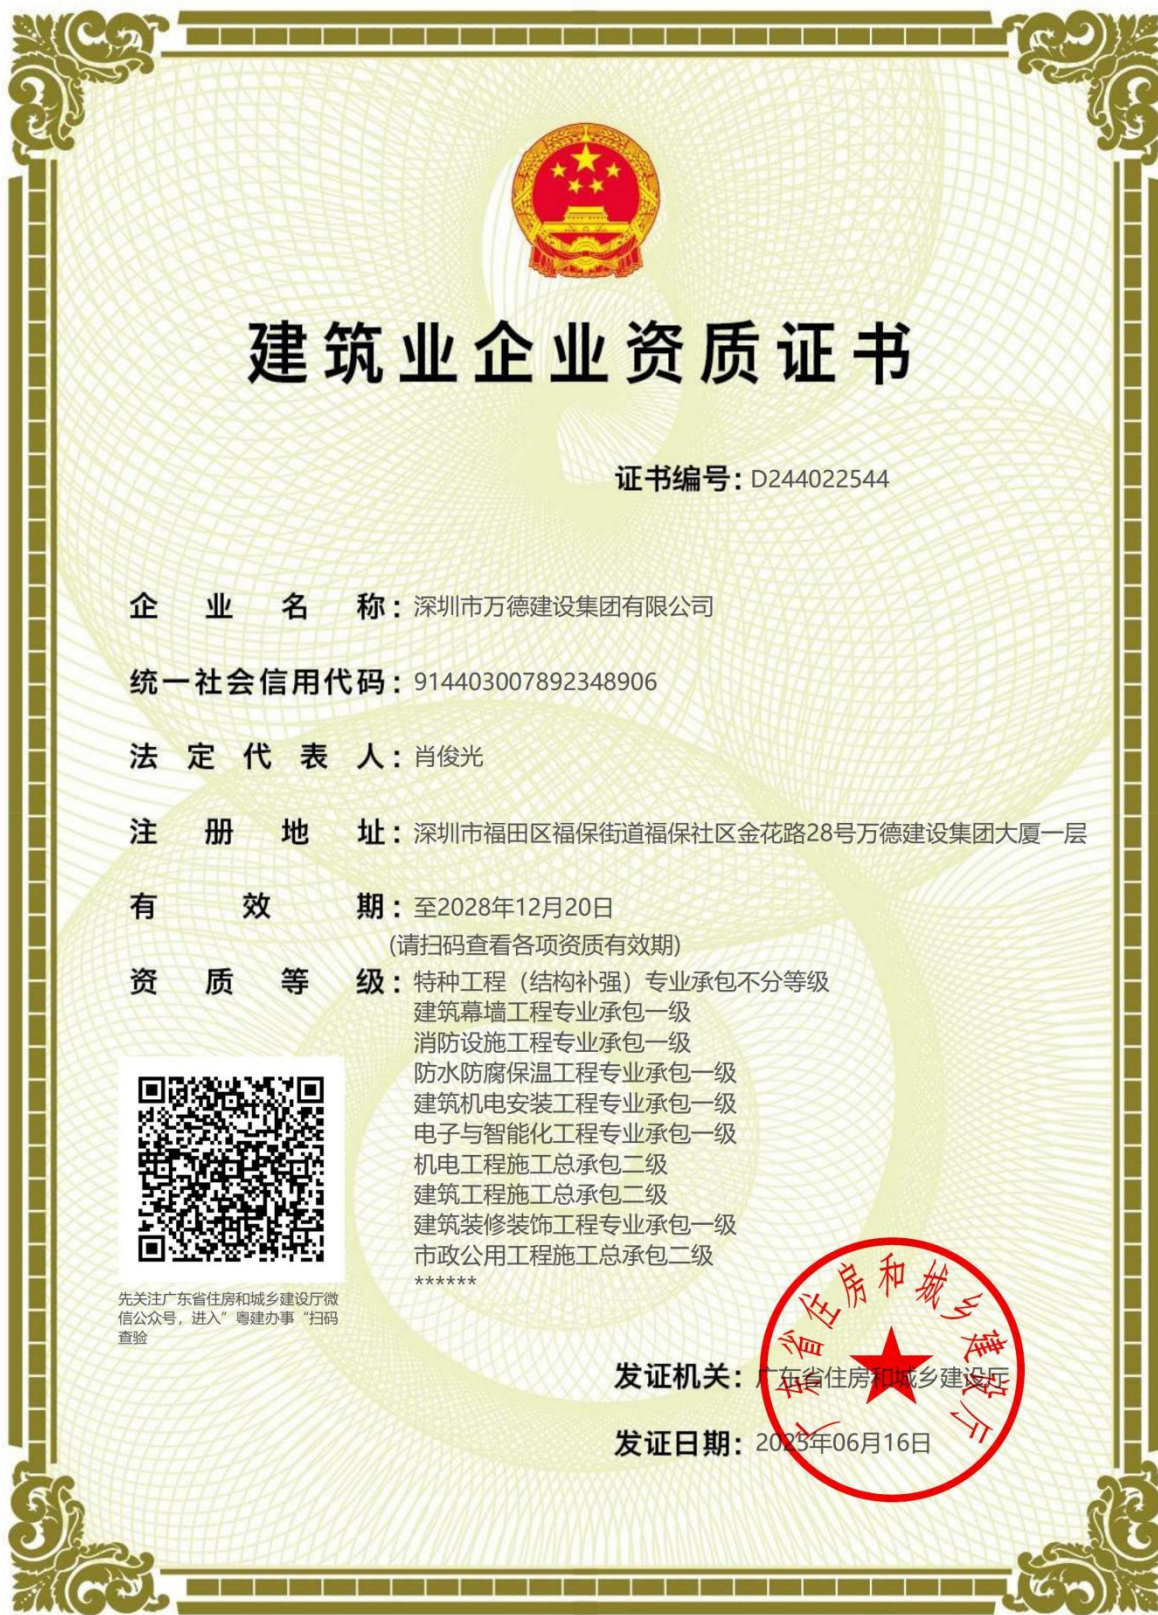 建筑业企业资质证书
证书编号：D244022544
企业名称：深圳市万德建设集团有限公司
统一社会信用代码：914403007892348906
法定代表人：肖俊光
注册地址：深圳市福田区福保街道福保社区金花路28号万德建设集团大厦一层
有效期：至2028年12月20日
(请扫码查看各项资质有效期)
资质等级：特种工程（结构补强）专业承包不分等级
建筑幕墙工程专业承包一级
消防设施工程专业承包一级
防水防腐保温工程专业承包一级
建筑机电安装工程专业承包一级
电子与智能化工程专业承包一级
机电工程施工总承包二级
建筑工程施工总承包二级
建筑装修装饰工程专业承包一级
市政公用工程施工总承包二级
******
先关注广东省住房和城乡建设厅微
信公众号，进入”粤建办事“扫码
查验
发证机关：广东省住房和城乡建设厅
发证日期：2025年06月16日
广东省住房和城乡建设厅